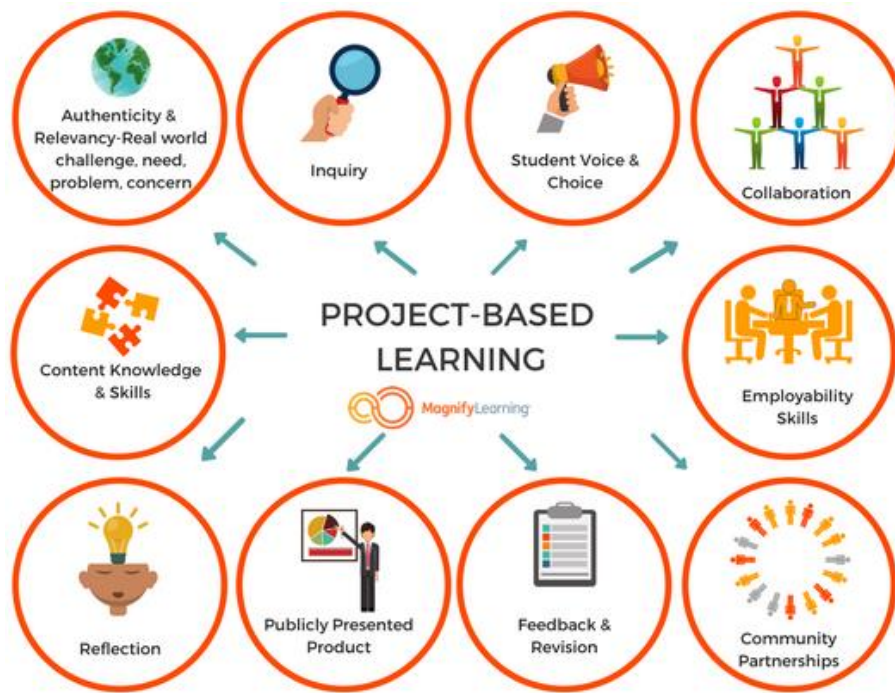 Authenticity &
Relevancy-Real world
challenge, need,
problem, concern
Inquiry
Student Voice &
Choice
Collaboration
PROJECT-BASED
LEARNING
MagnifyLearning
Content Knowledge
& Skills
Employability
Skills
Reflection
Publicly Presented
Product
Feedback &
Revision
Community
Partnerships